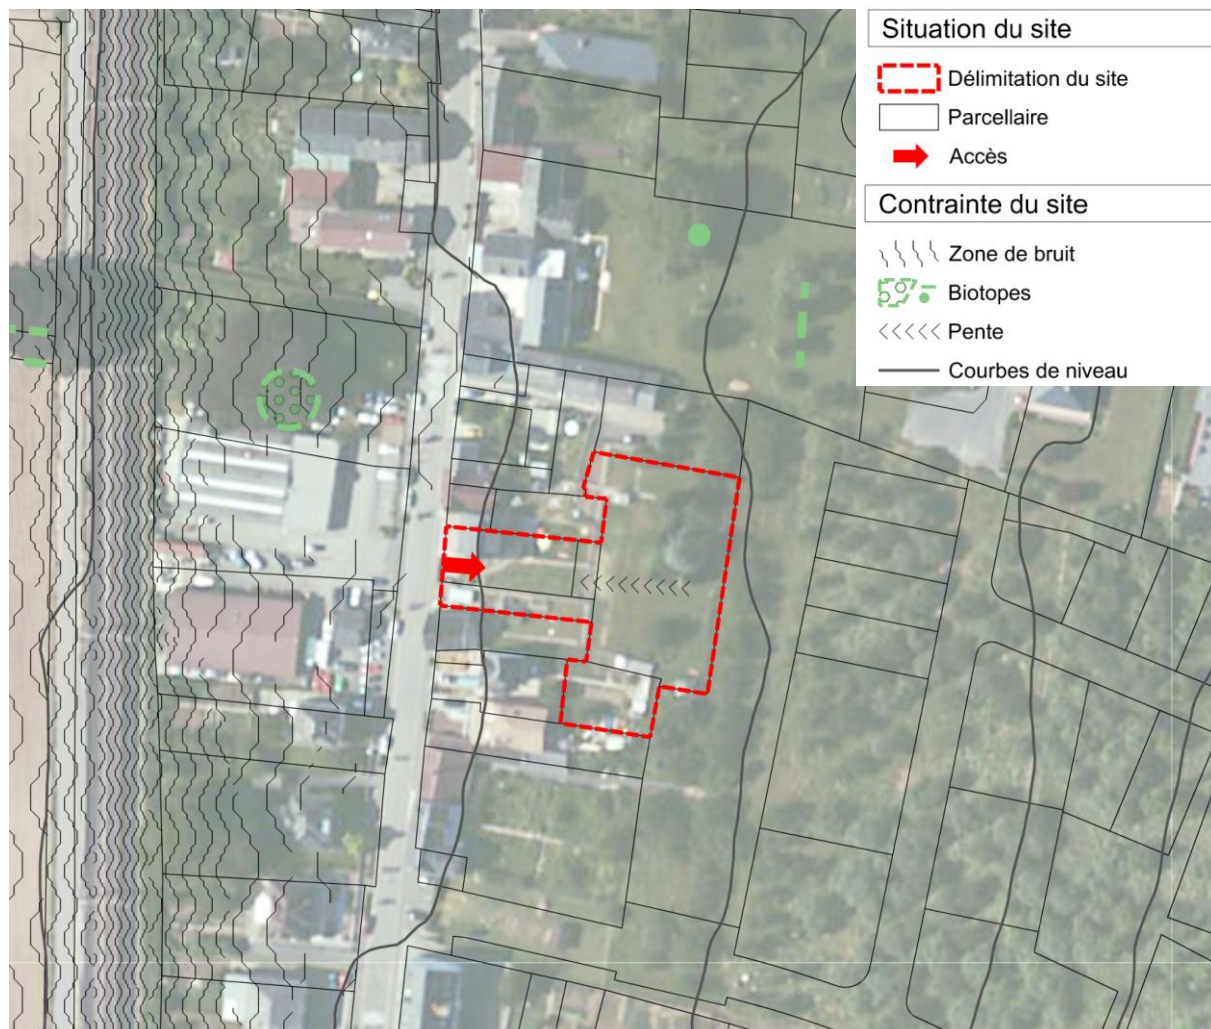 Situation du site
Délimitation du site
Parcellaire
Accès
Contrainte du site
Zone de bruit
Biotopes
Pente
Courbes de niveau